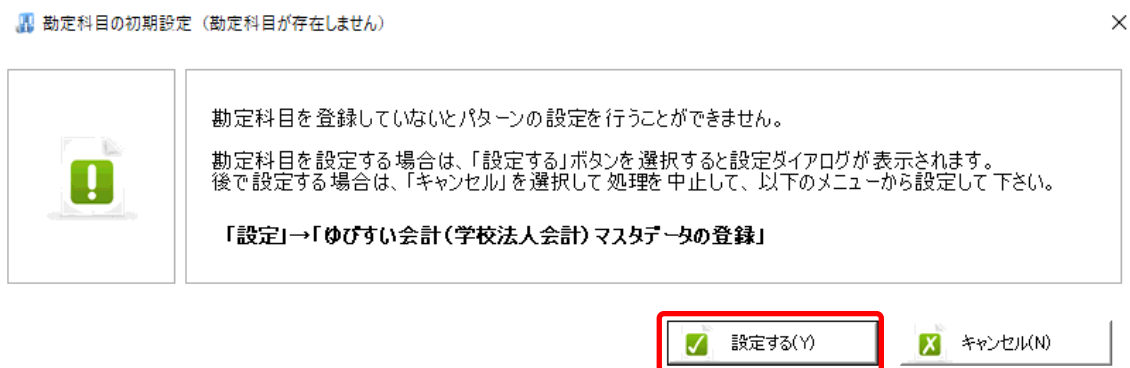 勘定科目の初期設定（勘定科目が存在しません）
勘定科目を登録していないとパターンの設定を行うことができません。
勘定科目を設定する場合は、「設定する」ボタンを選択すると設定ダイアログが表示されます。
後で設定する場合は、「キャンセル」を選択して処理を中止して、以下のメニューから設定して下さい。
「設定」→「ゆびすい会計（学校法人会計）マスタデータの登録」
設定する(Y)
キャンセル(N)